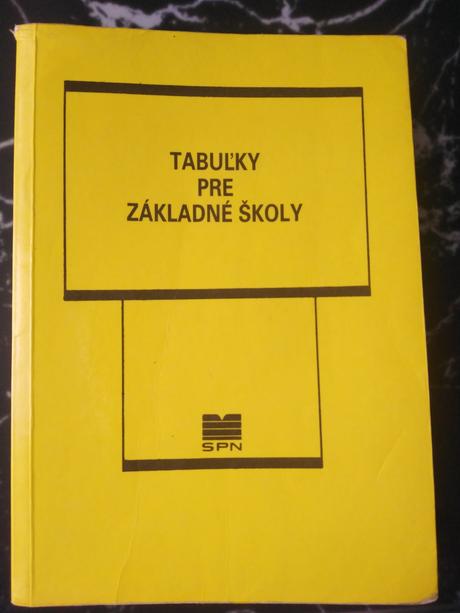 TABUĽKY
PRE
ZÁKLADNÉ ŠKOLY
SPN